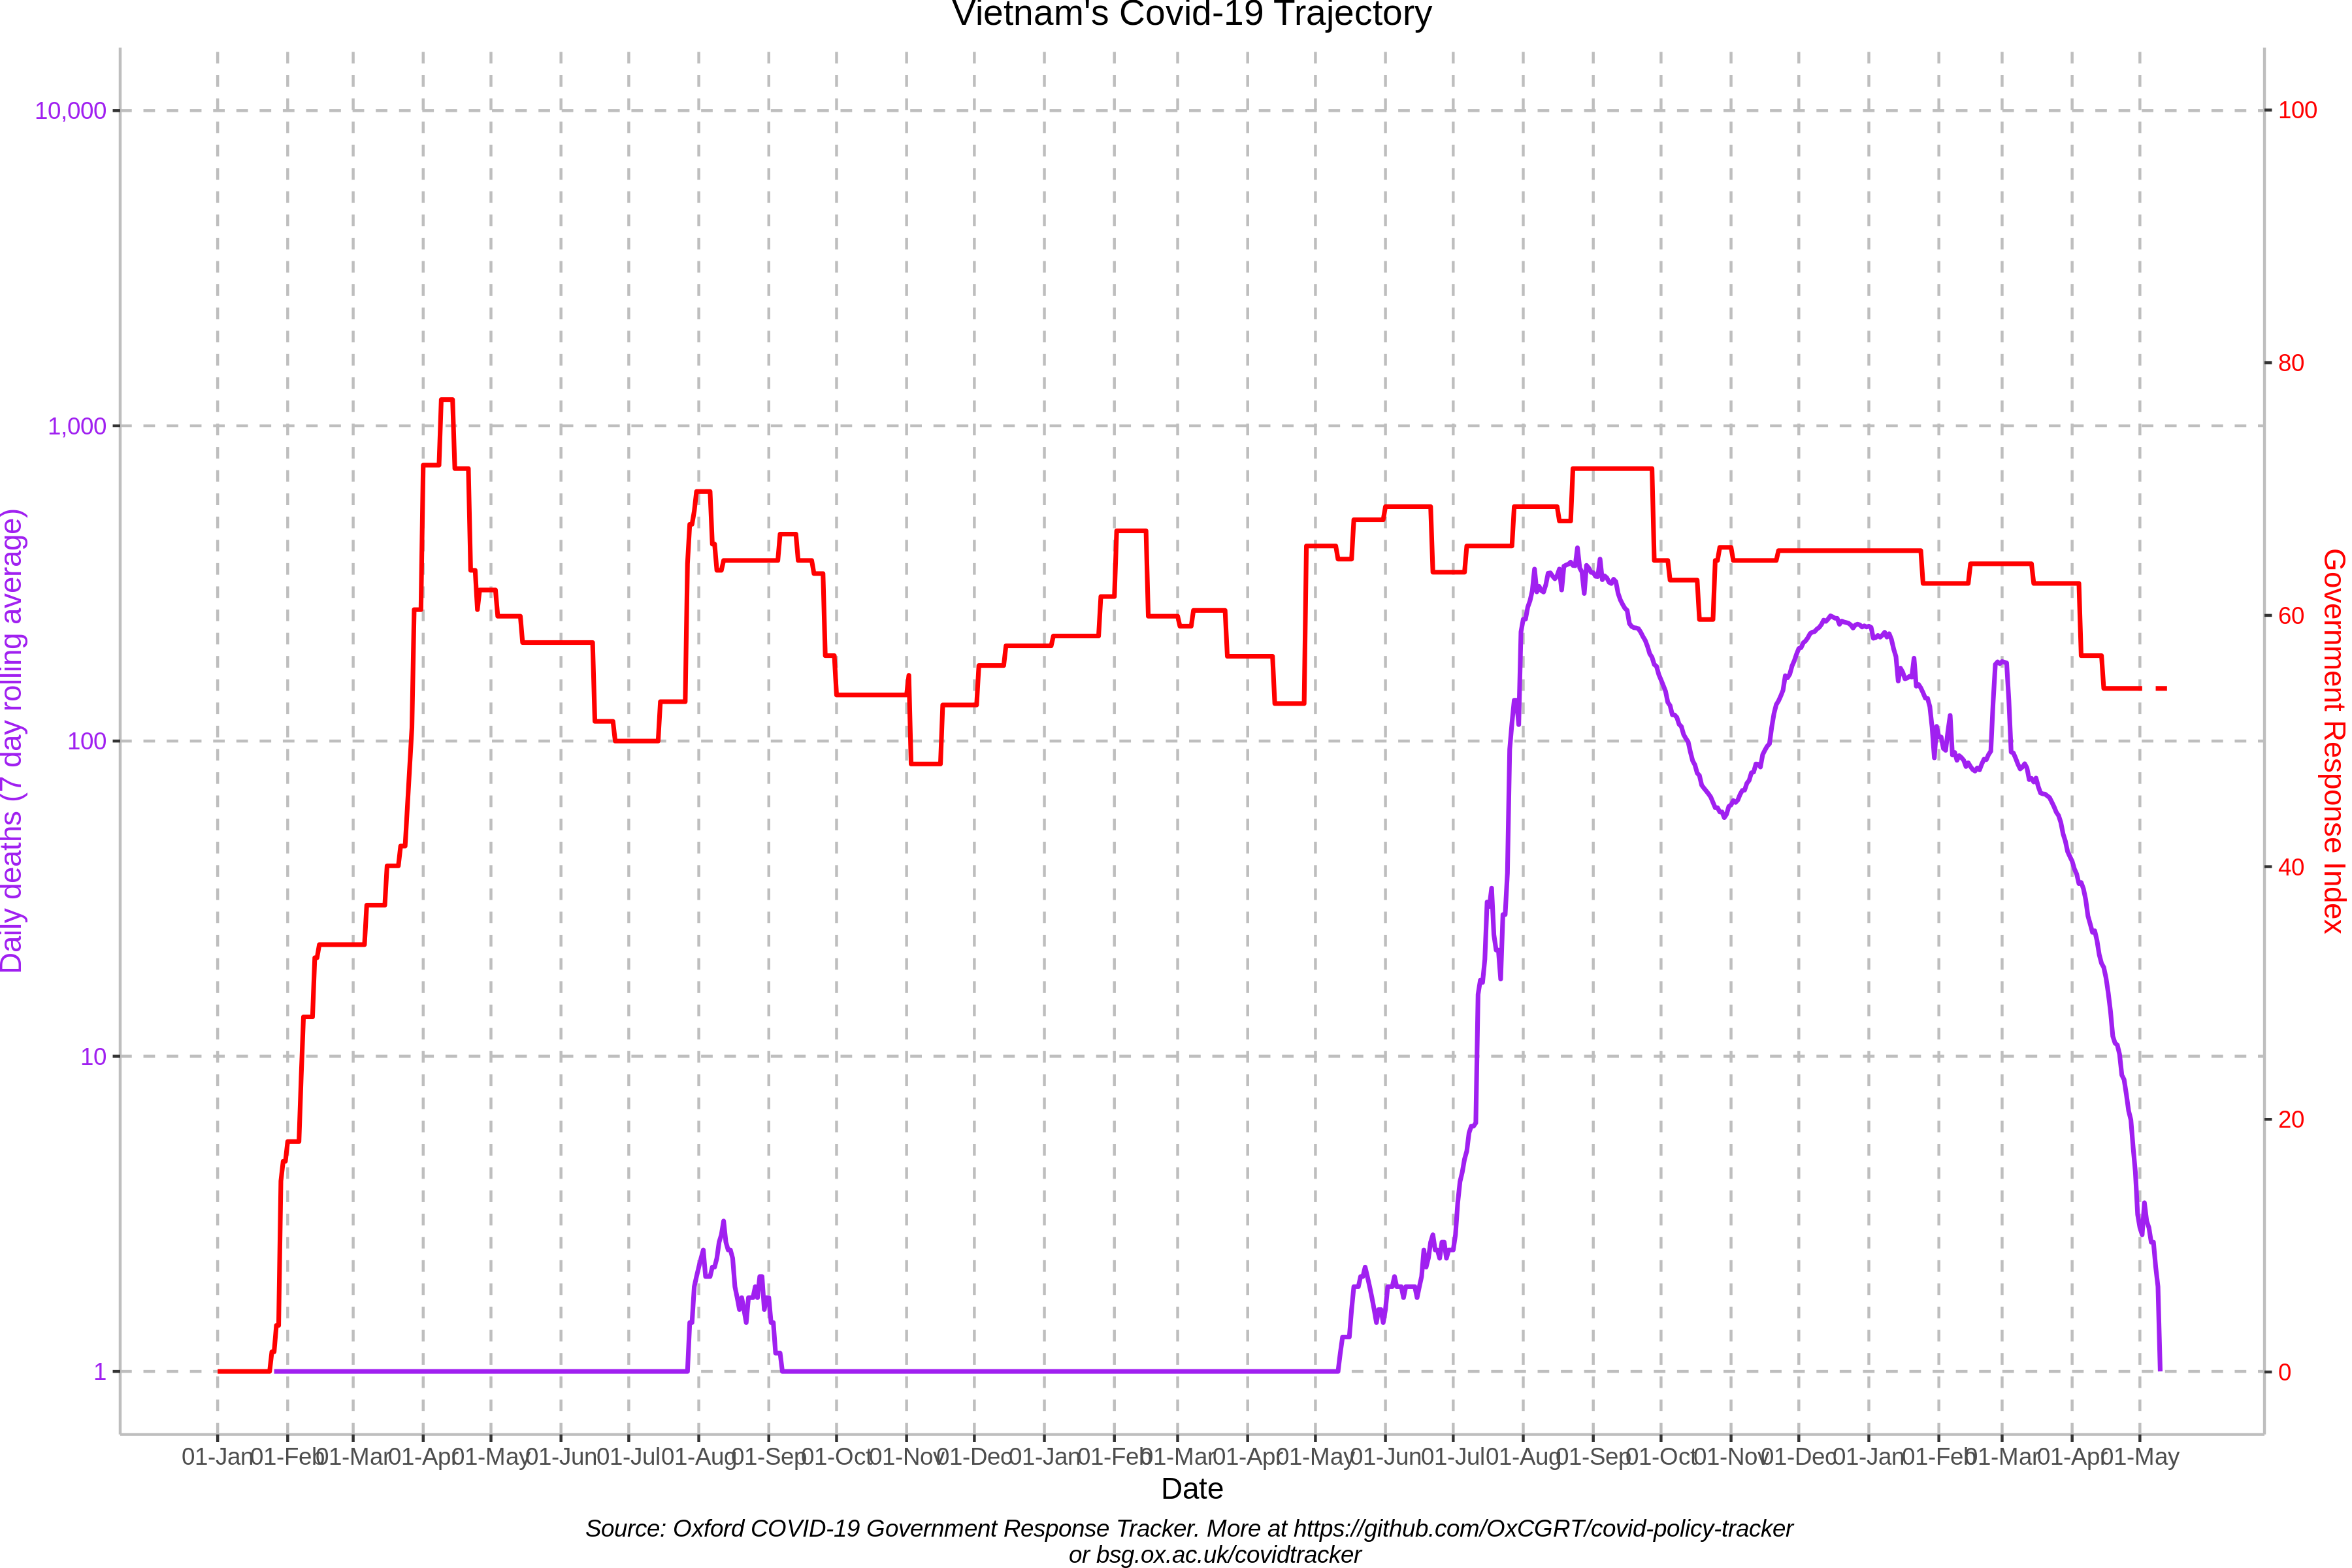 Vietnam's Covid-19 Trajectory
10,000
1,000
100
10
1
Daily deaths (7 day rolling average)
100
80
60
40
20
0
Government Response Index
01-Jan 01-Feb 01-Mar 01-Apr 01-May 01-Jun 01-Jul 01-Aug 01-Sep 01-Oct 01-Nov 01-Dec 01-Jan 01-Feb 01-Mar 01-Apr 01-May 01-Jun 01-Jul 01-Aug 01-Sep 01-Oct 01-Nov 01-Dec 01-Jan 01-Feb 01-Mar 01-Apr 01-May
Date
Source: Oxford COVID-19 Government Response Tracker. More at https://github.com/OxCGRT/covid-policy-tracker
or bsg.ox.ac.uk/covidtracker